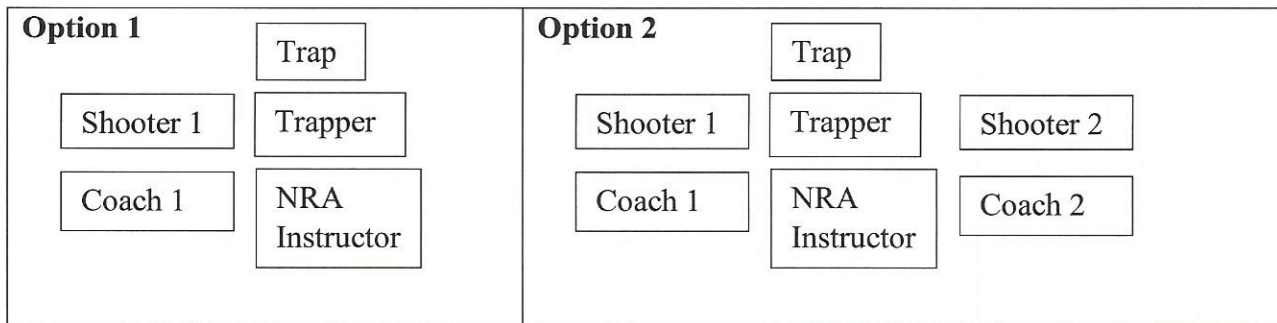 Option 1
Trap
Shooter 1
Trapper
Coach 1
NRA
Instructor
Option 2
Trap
Shooter 1
Trapper
Shooter 2
Coach 1
NRA
Instructor
Coach 2